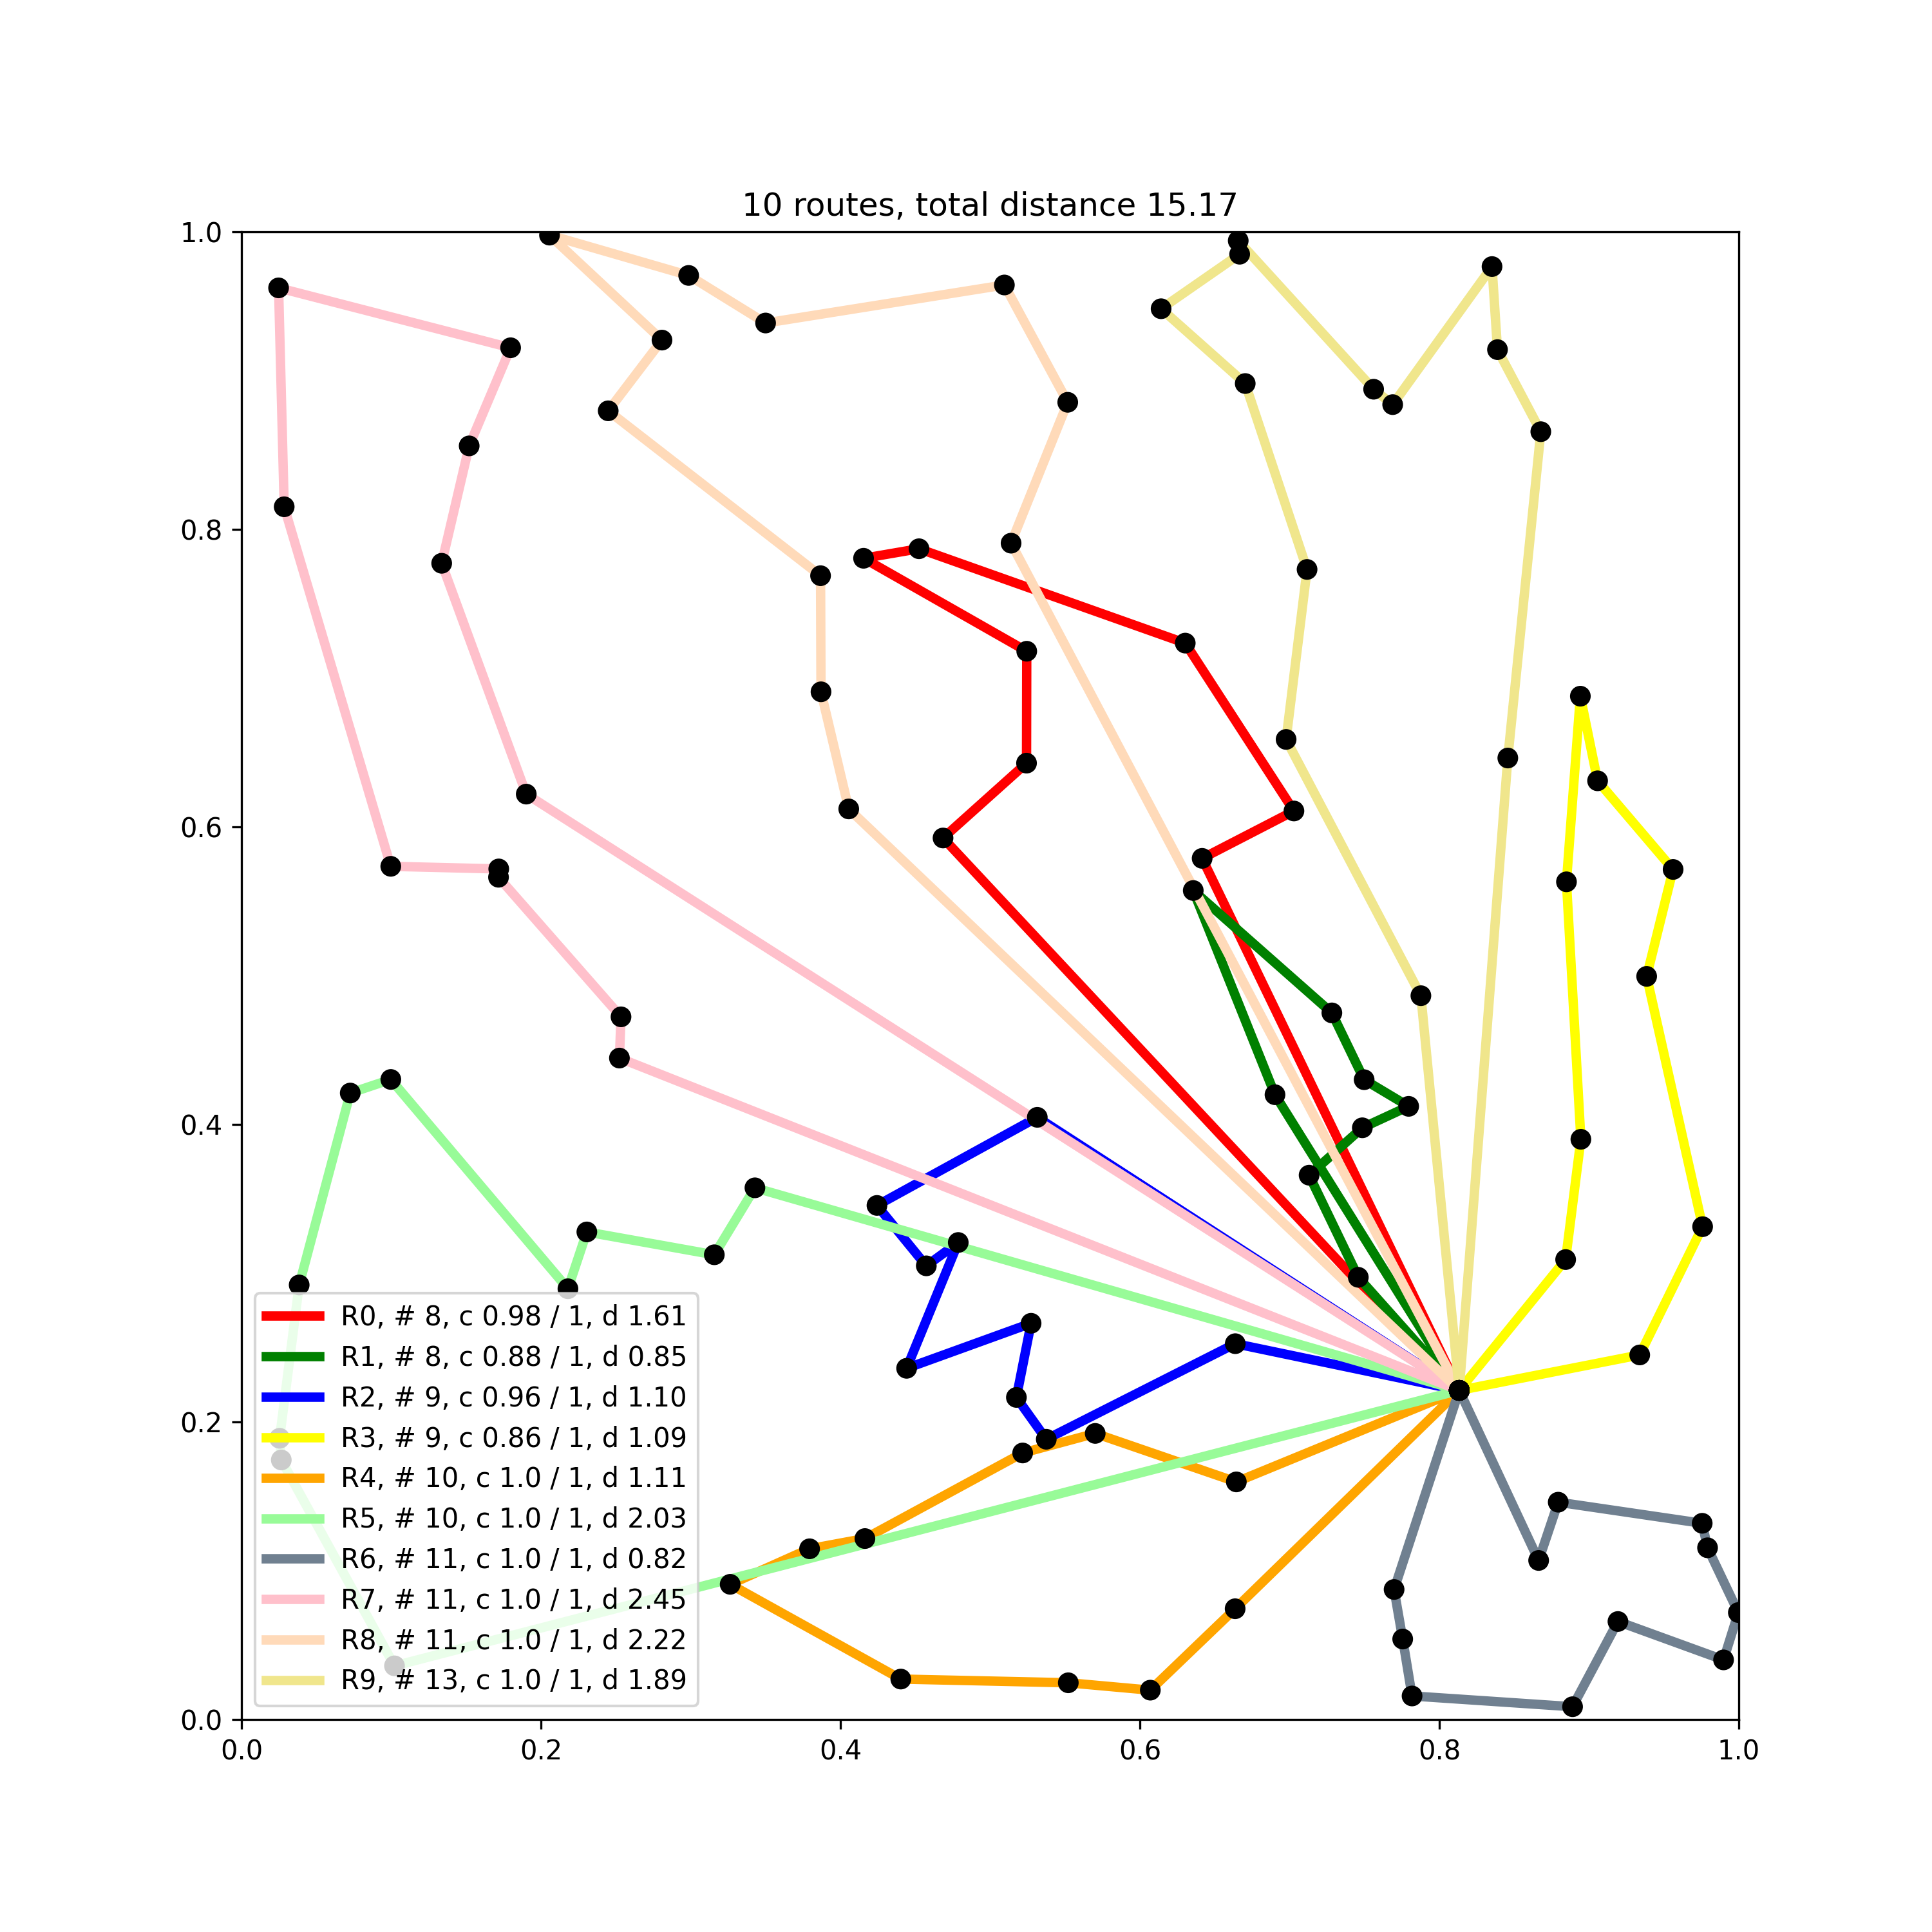 10 routes, total distance 15.17
1.0
0.8
0.6
0.4
0.2
0.0
R0, # 8, c 0.98 / 1, d 1.61
R1, # 8, c 0.88 / 1, d 0.85
R2, # 9, c 0.96 / 1, d 1.10
R3, # 9, c 0.86 / 1, d 1.09
R4, # 10, c 1.0 / 1, d 1.11
R5, # 10, c 1.0 / 1, d 2.03
R6, # 11, c 1.0 / 1, d 0.82
R7, # 11, c 1.0 / 1, d 2.45
R8, # 11, c 1.0 / 1, d 2.22
R9, # 13, c 1.0 / 1, d 1.89
0.0 0.2 0.4 0.6 0.8 1.0